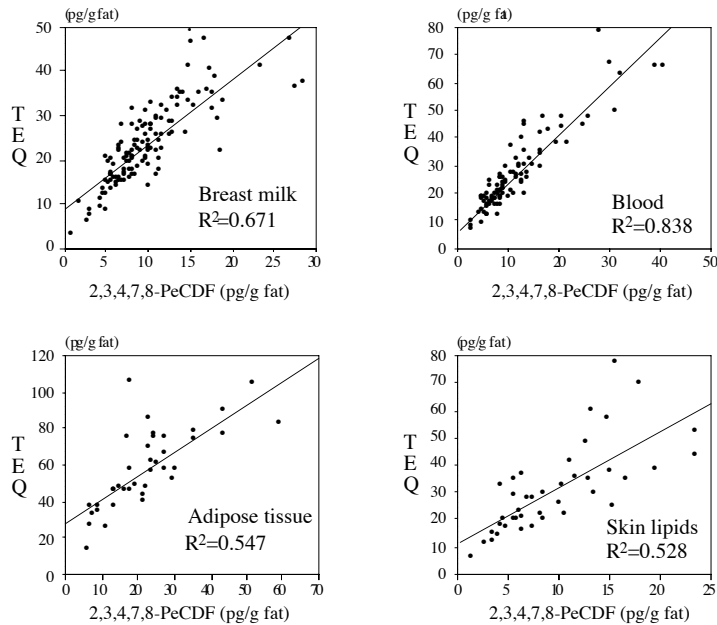 (pg/g fat)
50
40
30
20
10
0
T
E
Q
Breast milk
R²=0.671
0
5
10
15
20
25
30
2,3,4,7,8-PeCDF (pg/g fat)
(pg/g fat)
80
70
60
50
40
30
20
10
0
T
E
Q
Blood
R²=0.838
0
10
20
30
40
50
2,3,4,7,8-PeCDF (pg/g fat)
(pg/g fat)
120
100
80
60
40
20
0
T
E
Q
Adipose tissue
R²=0.547
0
10
20
30
40
50
60
70
2,3,4,7,8-PeCDF (pg/g fat)
(pg/g fat)
80
70
60
50
40
30
20
10
0
T
E
Q
Skin lipids
R²=0.528
0
5
10
15
20
25
2,3,4,7,8-PeCDF (pg/g fat)